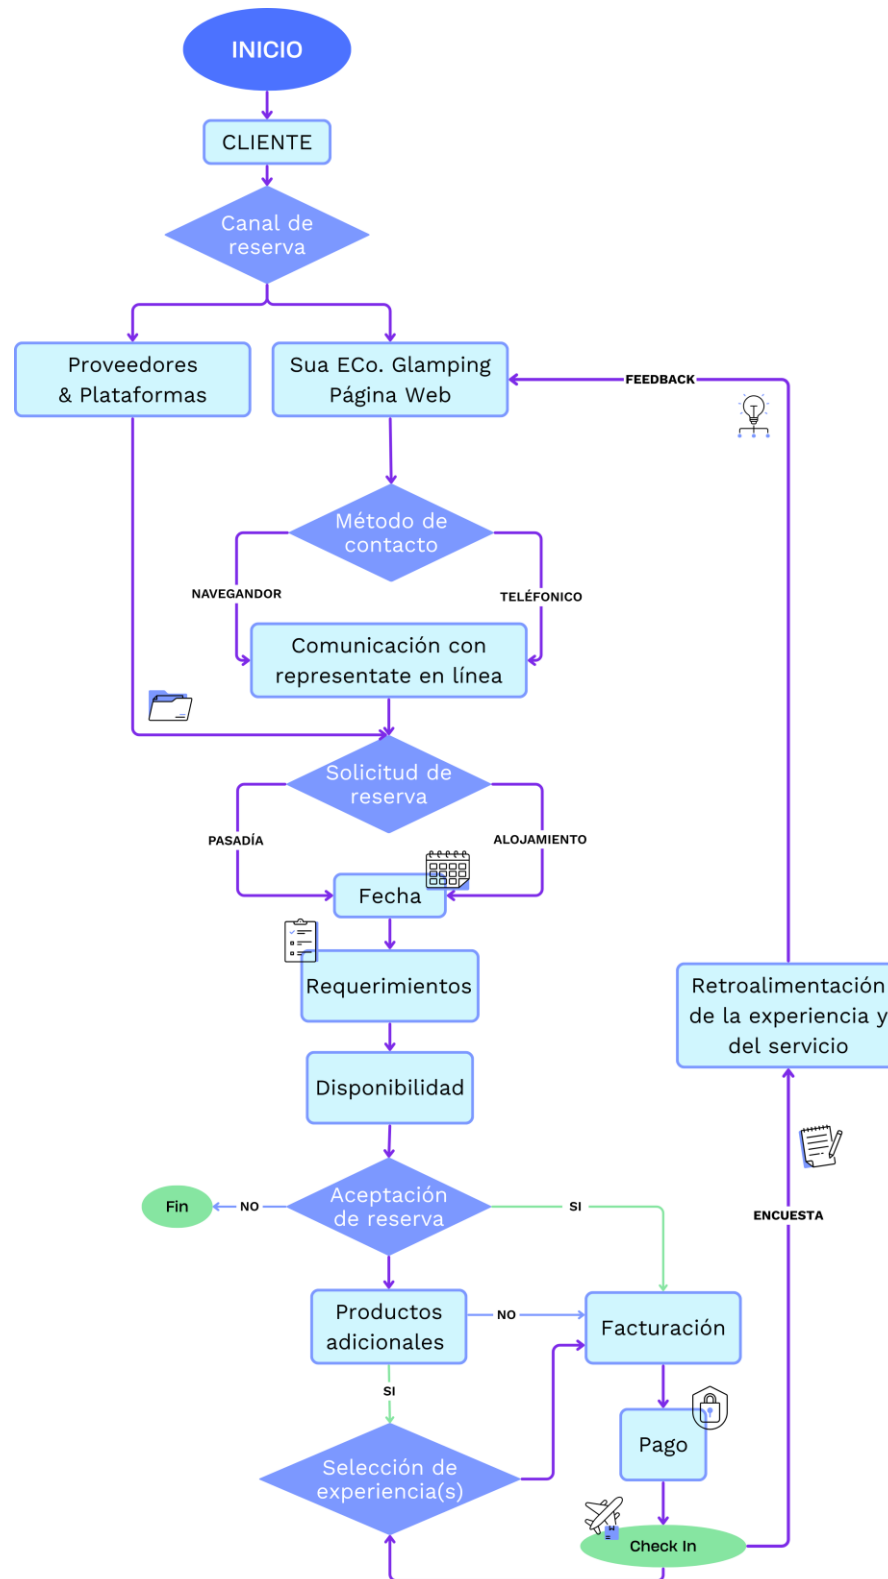 INICIO
CLIENTE
Canal de
reserva
Proveedores
& Plataformas
Sua ECo. Glamping
Página Web
FEEDBACK
Método de
contacto
NAVEGANDOR
TELÉFONICO
Comunicación con
representate en línea
Solicitud de
reserva
PASADÍA
ALOJAMIENTO
Fecha
Requerimientos
Retroalimentación
de la experiencia y
del servicio
Disponibilidad
Aceptación
de reserva
Fin
NO
SI
ENCUESTA
Productos
adicionales
NO
Facturación
SI
Pago
Selección de
experiencia(s)
Check In